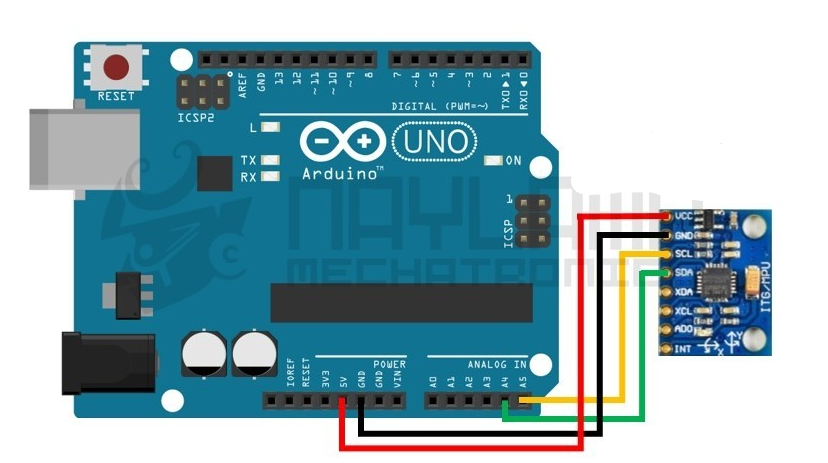 RESET
ICSP2
AREF
GND
13
12
~11
~10
~9
8
7
~6
~5
4
~3
2
TX0▶1
RX0◀0
DIGITAL (PWM=~)
L
TX
RX
Arduino™
UNO
ON
1
ICSP
NAYLAMP
MECHATRONICS
VCC
GND
SCL
SDA
XDA
XCL
ADO
INT
ITG/MPU
X
Y
POWER
ANALOG IN
IOREF
RESET
3V3
5V
GND
GND
VIN
A0
A1
A2
A3
A4
A5